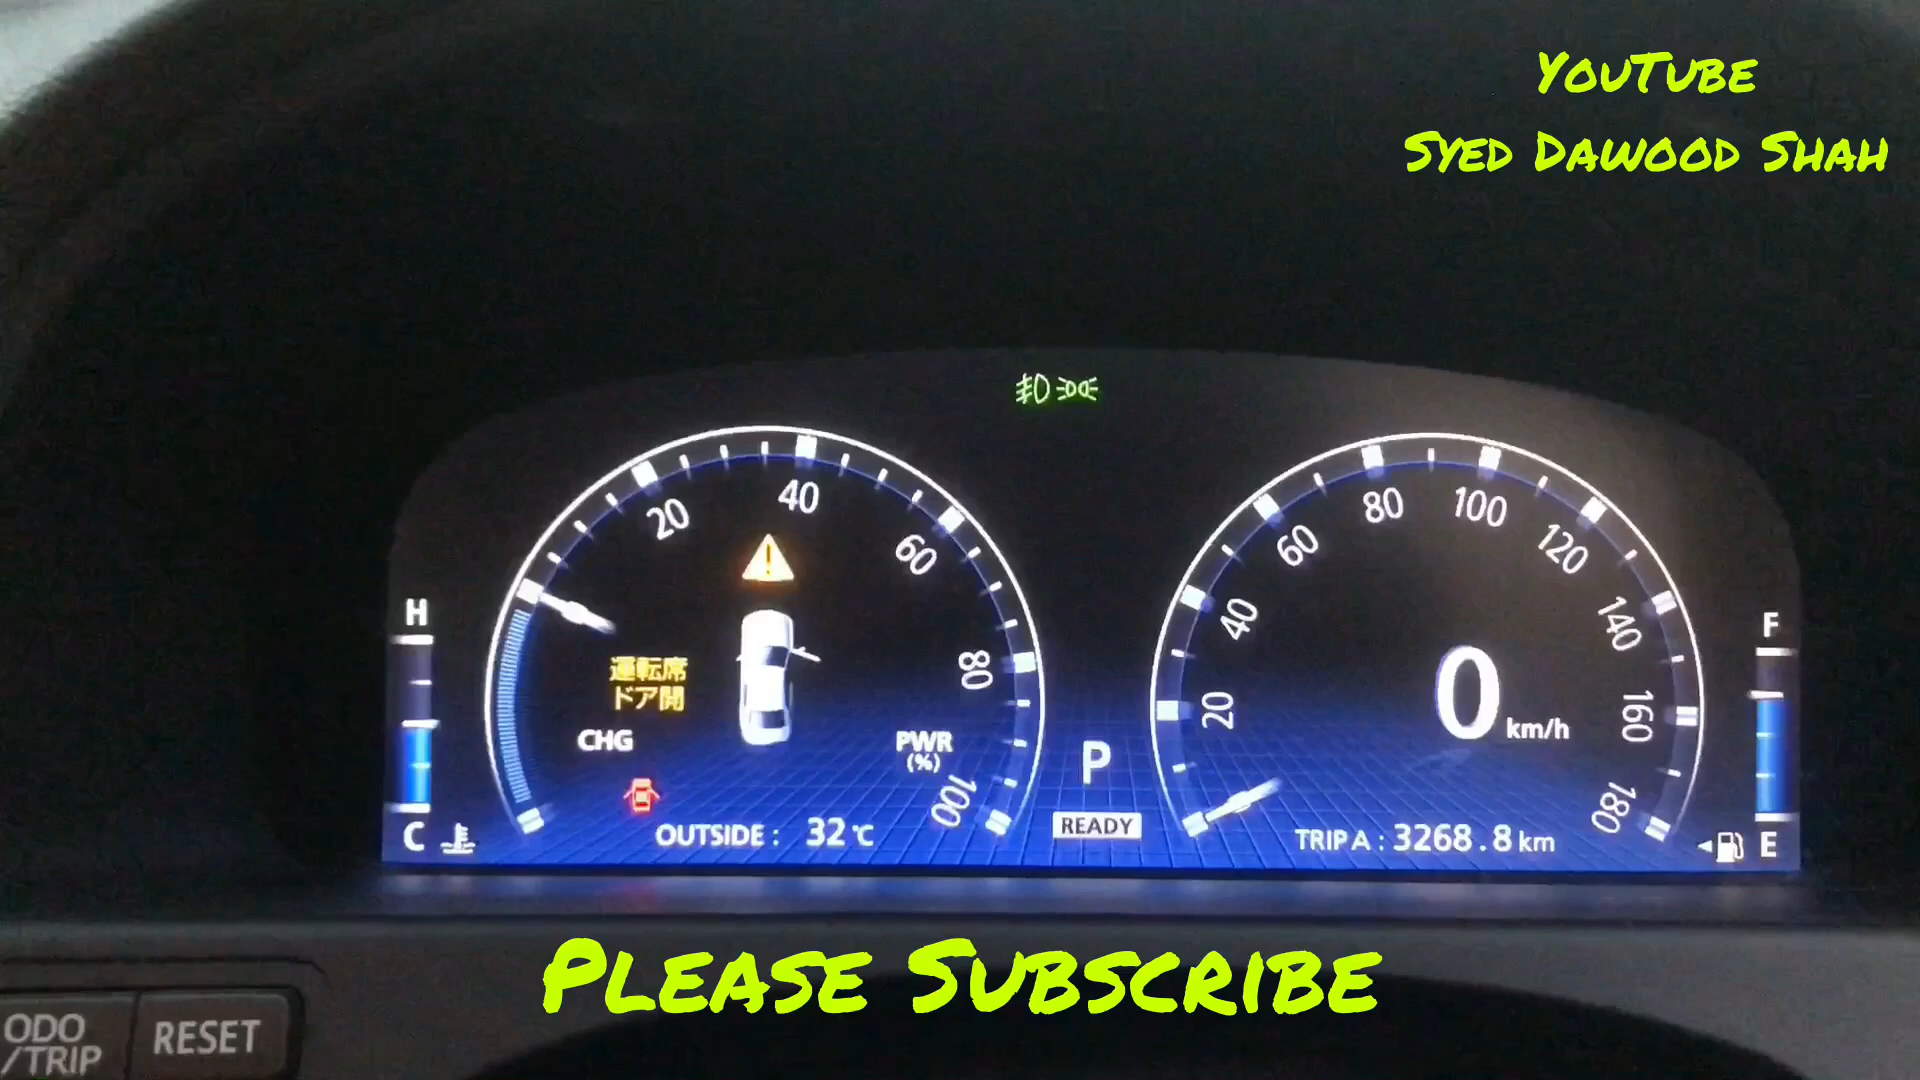 YouTube
Syed Dawood Shah
20 40 60 80 100
H
C
運転席
ドア開
CHG
PWR
(%)
OUTSIDE : 32℃
P
READY
20 40 60 80 100 120 140 160 180
0 km/h
TRIP A : 3268.8 km
F
E
Please Subscribe
ODO
/TRIP
RESET